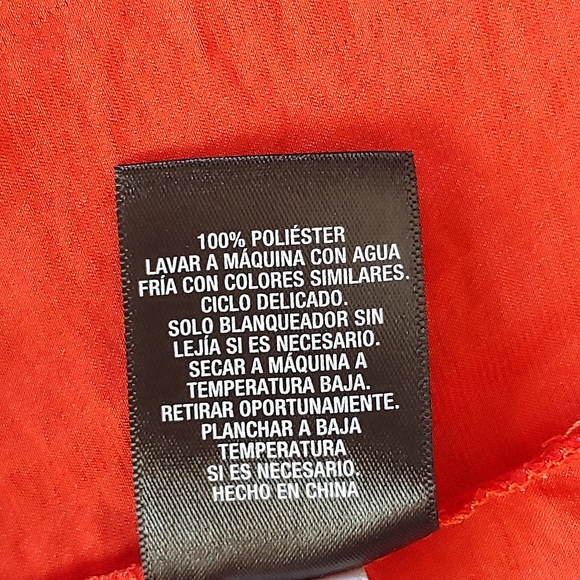 100% POLIÉSTER
LAVAR A MÁQUINA CON AGUA
FRÍA CON COLORES SIMILARES.
CICLO DELICADO.
SOLO BLANQUEADOR SIN
LEJÍA SI ES NECESARIO.
SECAR A MÁQUINA A
TEMPERATURA BAJA.
RETIRAR OPORTUNAMENTE.
PLANCHAR A BAJA
TEMPERATURA
SI ES NECESARIO.
HECHO EN CHINA